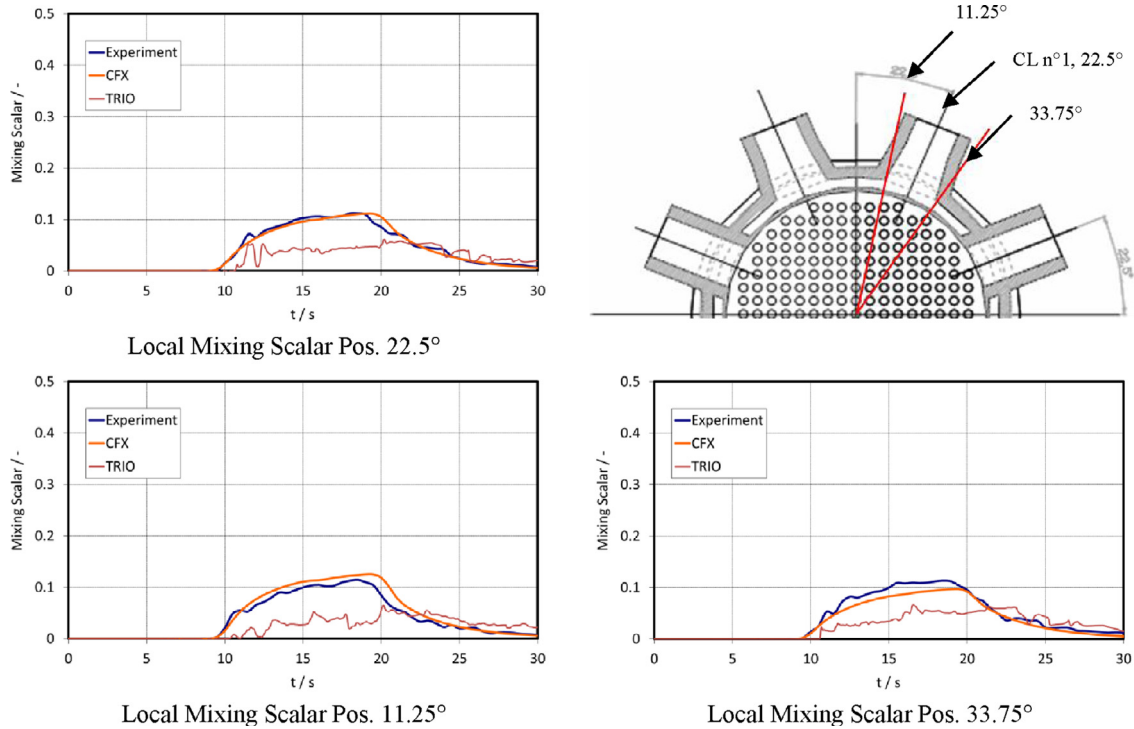 0.5
0.4
0.3
0.2
0.1
0
Mixing Scalar / -
Experiment
CFX
TRIO
0 5 10 15 20 25 30
t / s
Local Mixing Scalar Pos. 22.5°
11.25°
CL n°1, 22.5°
33.75°
22.5°
0.5
0.4
0.3
0.2
0.1
0
Mixing Scalar / -
Experiment
CFX
TRIO
0 5 10 15 20 25 30
t / s
Local Mixing Scalar Pos. 11.25°
0.5
0.4
0.3
0.2
0.1
0
Mixing Scalar / -
Experiment
CFX
TRIO
0 5 10 15 20 25 30
t / s
Local Mixing Scalar Pos. 33.75°